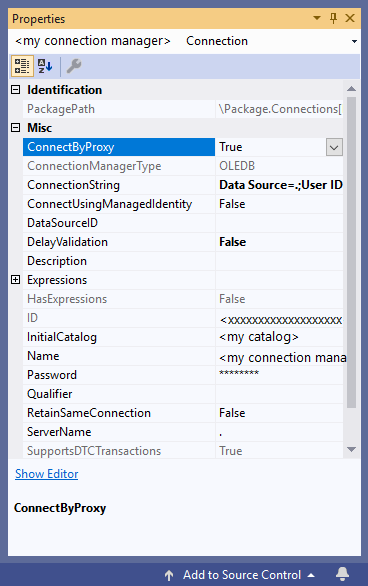 Properties
<my connection manager> Connection
Identification
PackagePath \Package.Connections[
Misc
ConnectByProxy True
ConnectionManagerType OLEDB
ConnectionString Data Source=.;User ID
ConnectUsingManagedIdentity False
DataSourceID
DelayValidation False
Description
Expressions
HasExpressions False
ID <xxxxxxxxxxxxxxxxxxx
InitialCatalog <my catalog>
Name <my connection mana
Password ********
Qualifier
RetainSameConnection False
ServerName .
SupportsDTCTransactions True
Show Editor
ConnectByProxy
Add to Source Control